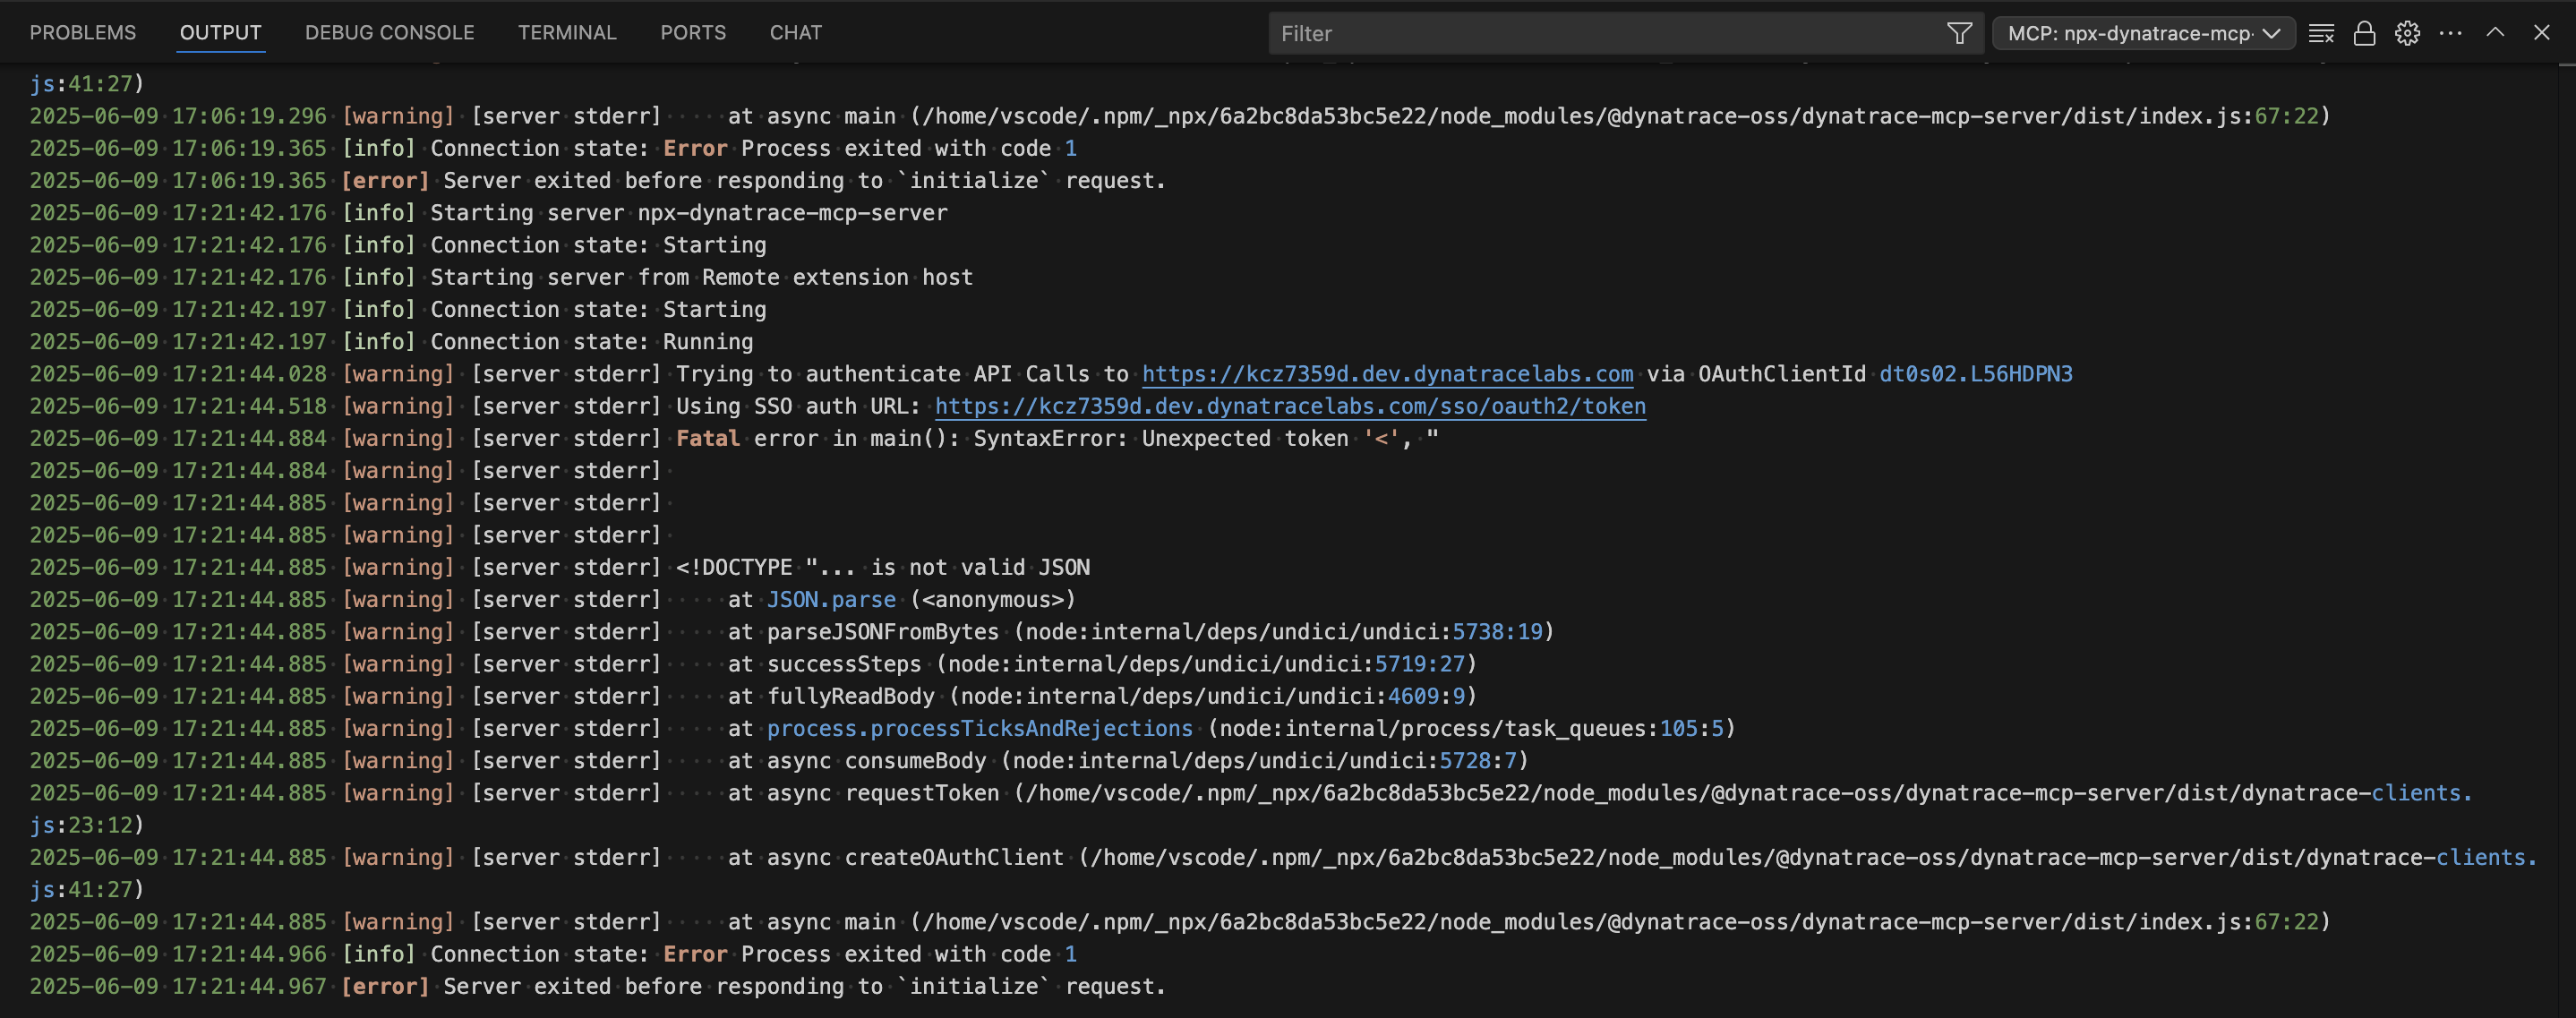 PROBLEMS OUTPUT DEBUG CONSOLE TERMINAL PORTS CHAT Filter MCP: npx-dynatrace-mcp-
js:41:27)
2025-06-09 17:06:19.296 [warning] [server stderr]     at async main (/home/vscode/.npm/_npx/6a2bc8da53bc5e22/node_modules/@dynatrace-oss/dynatrace-mcp-server/dist/index.js:67:22)
2025-06-09 17:06:19.365 [info] Connection state: Error Process exited with code 1
2025-06-09 17:06:19.365 [error] Server exited before responding to `initialize` request.
2025-06-09 17:21:42.176 [info] Starting server npx-dynatrace-mcp-server
2025-06-09 17:21:42.176 [info] Connection state: Starting
2025-06-09 17:21:42.176 [info] Starting server from Remote extension host
2025-06-09 17:21:42.197 [info] Connection state: Starting
2025-06-09 17:21:42.197 [info] Connection state: Running
2025-06-09 17:21:44.028 [warning] [server stderr] Trying to authenticate API Calls to https://kcz7359d.dev.dynatracelabs.com via OAuthClientId dt0s02.L56HDPN3
2025-06-09 17:21:44.518 [warning] [server stderr] Using SSO auth URL: https://kcz7359d.dev.dynatracelabs.com/sso/oauth2/token
2025-06-09 17:21:44.884 [warning] [server stderr] Fatal error in main(): SyntaxError: Unexpected token '<', "
2025-06-09 17:21:44.884 [warning] [server stderr]
2025-06-09 17:21:44.885 [warning] [server stderr]
2025-06-09 17:21:44.885 [warning] [server stderr]
2025-06-09 17:21:44.885 [warning] [server stderr] <!DOCTYPE "... is not valid JSON
2025-06-09 17:21:44.885 [warning] [server stderr]     at JSON.parse (<anonymous>)
2025-06-09 17:21:44.885 [warning] [server stderr]     at parseJSONFromBytes (node:internal/deps/undici/undici:5738:19)
2025-06-09 17:21:44.885 [warning] [server stderr]     at successSteps (node:internal/deps/undici/undici:5719:27)
2025-06-09 17:21:44.885 [warning] [server stderr]     at fullyReadBody (node:internal/deps/undici/undici:4609:9)
2025-06-09 17:21:44.885 [warning] [server stderr]     at process.processTicksAndRejections (node:internal/process/task_queues:105:5)
2025-06-09 17:21:44.885 [warning] [server stderr]     at async consumeBody (node:internal/deps/undici/undici:5728:7)
2025-06-09 17:21:44.885 [warning] [server stderr]     at async requestToken (/home/vscode/.npm/_npx/6a2bc8da53bc5e22/node_modules/@dynatrace-oss/dynatrace-mcp-server/dist/dynatrace-clients.
js:23:12)
2025-06-09 17:21:44.885 [warning] [server stderr]     at async createOAuthClient (/home/vscode/.npm/_npx/6a2bc8da53bc5e22/node_modules/@dynatrace-oss/dynatrace-mcp-server/dist/dynatrace-clients.
js:41:27)
2025-06-09 17:21:44.885 [warning] [server stderr]     at async main (/home/vscode/.npm/_npx/6a2bc8da53bc5e22/node_modules/@dynatrace-oss/dynatrace-mcp-server/dist/index.js:67:22)
2025-06-09 17:21:44.966 [info] Connection state: Error Process exited with code 1
2025-06-09 17:21:44.967 [error] Server exited before responding to `initialize` request.